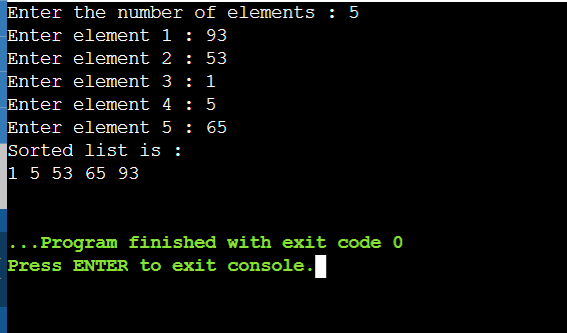 Enter the number of elements : 5
Enter element 1 : 93
Enter element 2 : 53
Enter element 3 : 1
Enter element 4 : 5
Enter element 5 : 65
Sorted list is :
1 5 53 65 93
...Program finished with exit code 0
Press ENTER to exit console.